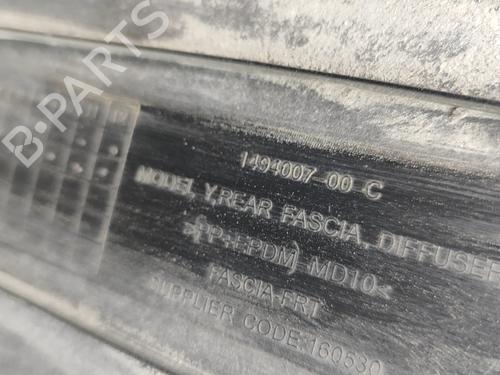 B-PARTS
1494007-00-C
MODEL Y,REAR FASCIA, DIFFUSER
>(PP+EPDM)-MD10<
FASCIA-FRT
SUPPLIER CODE:160530